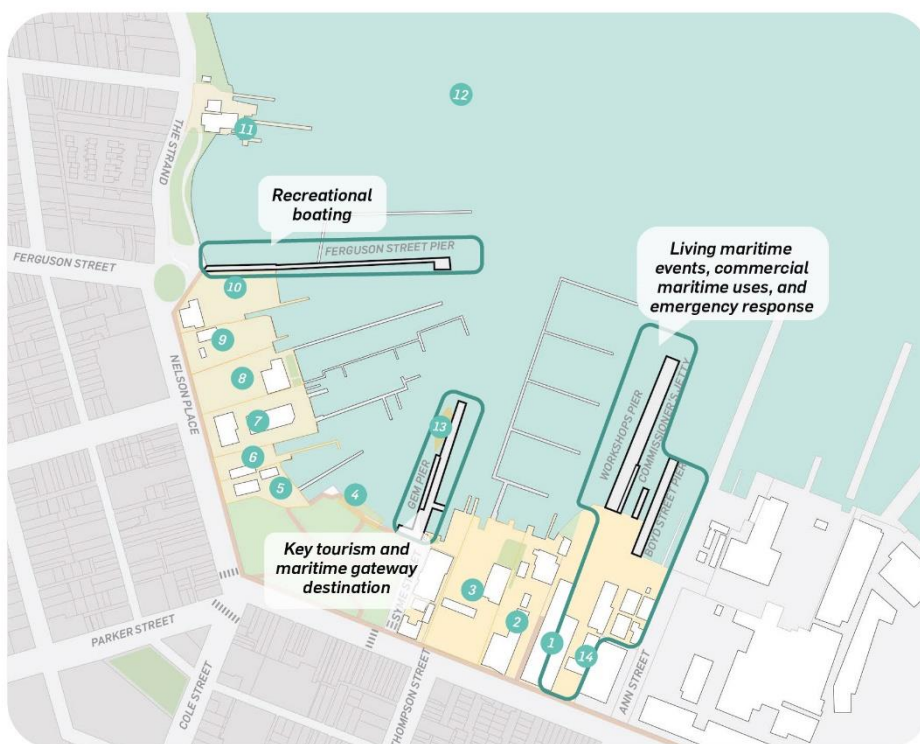 12
11
THE STRAND
Recreational
boating
FERGUSON STREET PIER
Living maritime
events, commercial
maritime uses, and
emergency response
FERGUSON STREET
10
9
NELSON PLACE
8
7
6
5
4
13
GEM PIER
WORKSHOPS PIER
COMMISSIONER'S JETTY
BOYD STREET PIER
Key tourism and
maritime gateway
destination
3
2
1
14
PARKER STREET
COLE STREET
THOMPSON STREET
ANN STREET